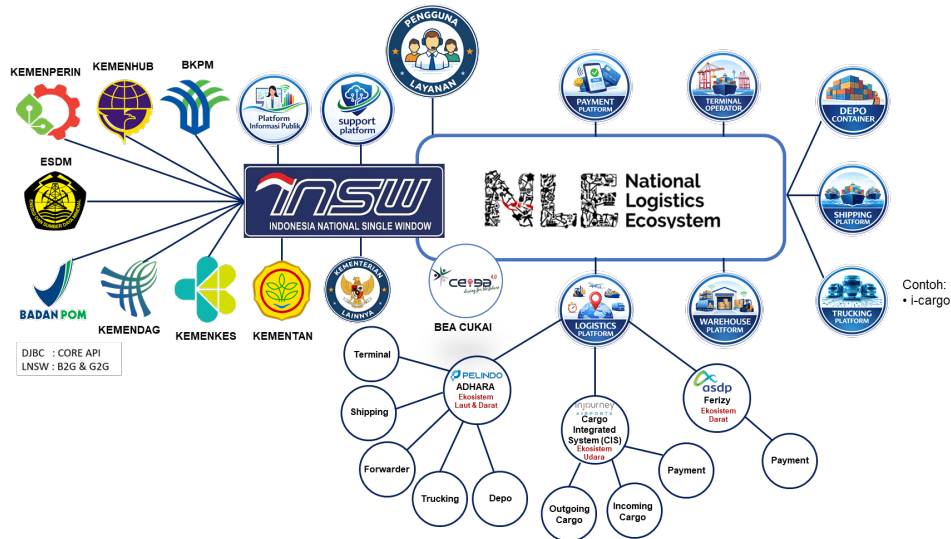 PENGGUNA
LAYANAN
KEMENPERIN
KEMENHUB
BKPM
Platform
Informasi Publik
support
platform
PAYMENT
PLATFORM
TERMINAL
OPERATOR
DEPO
CONTAINER
ESDM
INSW
INDONESIA NATIONAL SINGLE WINDOW
NLE
National
Logistics
Ecosystem
SHIPPING
PLATFORM
BADAN POM
KEMENDAG
KEMENKES
KEMENTAN
KEMENTERIAN
LAINNYA
ceisa 4.0
BEA CUKAI
LOGISTICS
PLATFORM
WAREHOUSE
PLATFORM
TRUCKING
PLATFORM
Contoh:
• i-cargo
DJBC : CORE API
LNSW : B2G & G2G
Terminal
Shipping
Forwarder
Trucking
Depo
PELINDO
ADHARA
Ekosistem
Laut & Darat
injourney
AIRPORTS
Cargo
Integrated
System (CIS)
Ekosistem
Udara
Outgoing
Cargo
Incoming
Cargo
Payment
asdp
Ferizy
Ekosistem
Darat
Payment